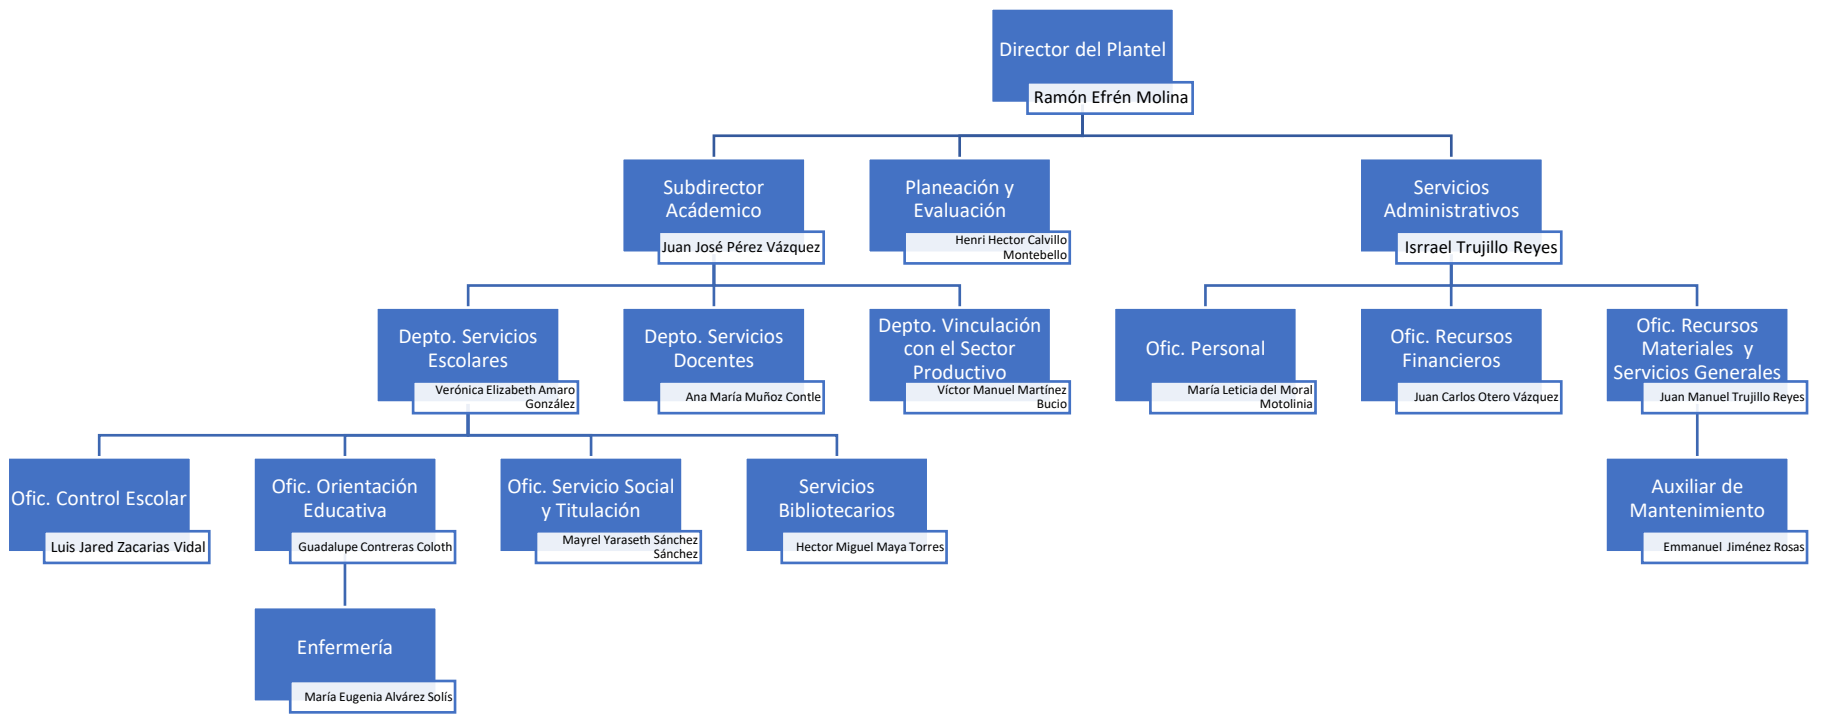 Director del Plantel
Ramón Efrén Molina
Subdirector
Acádemico
Juan José Pérez Vázquez
Planeación y
Evaluación
Henri Hector Calvillo
Montebello
Servicios
Administrativos
Isrrael Trujillo Reyes
Depto. Servicios
Escolares
Verónica Elizabeth Amaro
González
Depto. Servicios
Docentes
Ana María Muñoz Contle
Depto. Vinculación
con el Sector
Productivo
Víctor Manuel Martínez
Bucio
Ofic. Personal
María Leticia del Moral
Motolinia
Ofic. Recursos
Financieros
Juan Carlos Otero Vázquez
Ofic. Recursos
Materiales y
Servicios Generales
Juan Manuel Trujillo Reyes
Ofic. Control Escolar
Luis Jared Zacarias Vidal
Ofic. Orientación
Educativa
Guadalupe Contreras Coloth
Ofic. Servicio Social
y Titulación
Mayrel Yaraseth Sánchez
Sánchez
Servicios
Bibliotecarios
Hector Miguel Maya Torres
Auxiliar de
Mantenimiento
Emmanuel Jiménez Rosas
Enfermería
María Eugenia Alvárez Solís